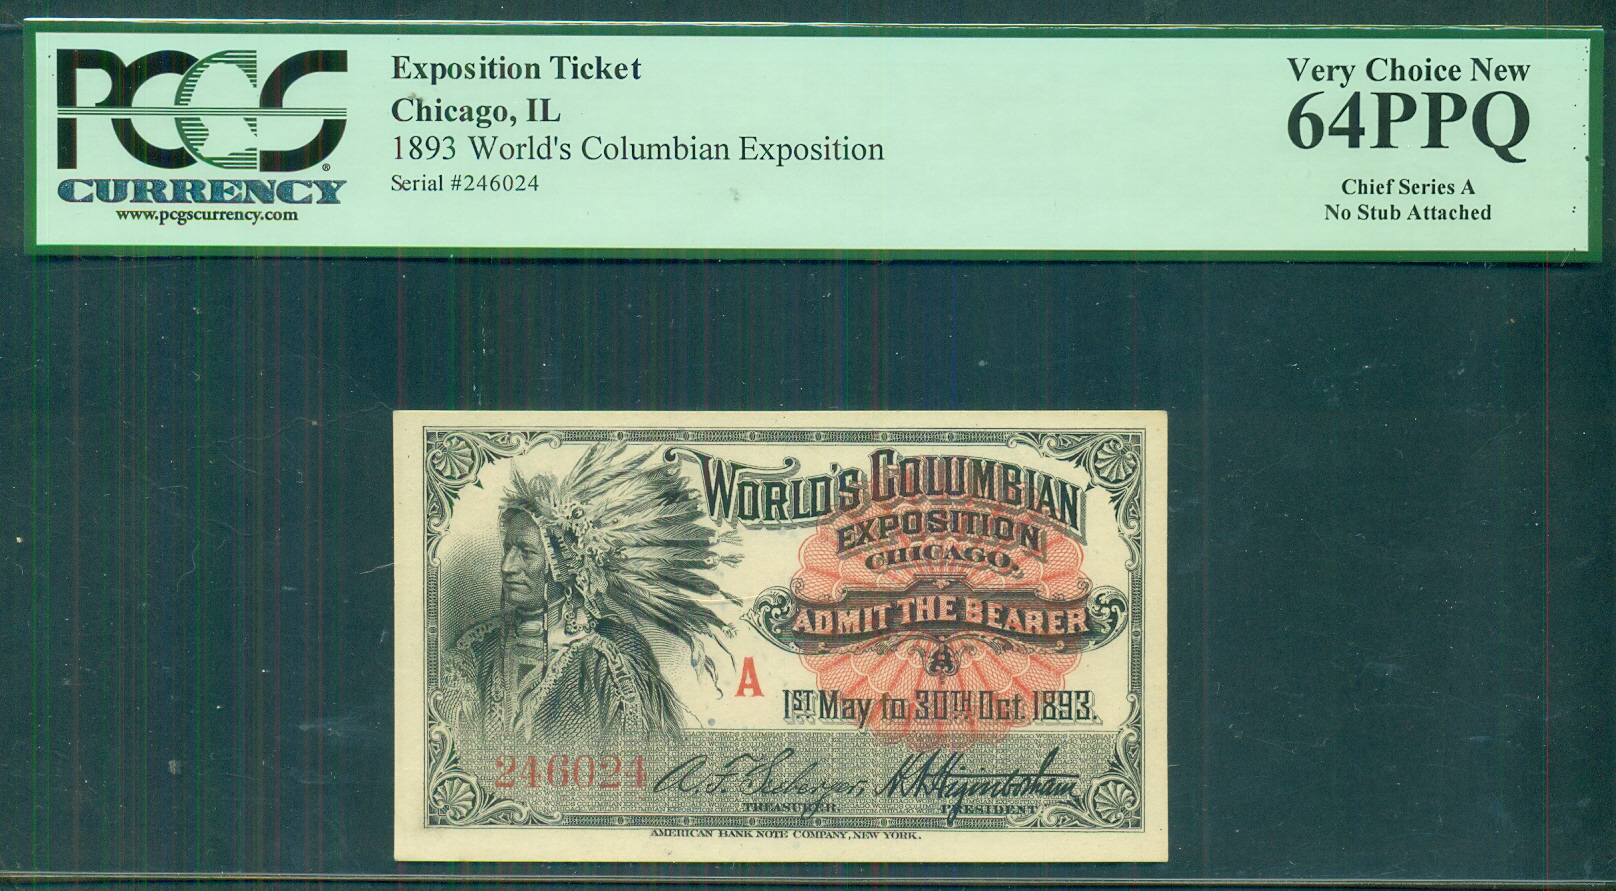 PCGS
CURRENCY
www.pcgscurrency.com
Exposition Ticket
Chicago, IL
1893 World's Columbian Exposition
Serial #246024
Very Choice New
64PPQ
Chief Series A
No Stub Attached
WORLD'S COLUMBIAN
EXPOSITION
CHICAGO.
ADMIT THE BEARER
A
1ST May to 30TH Oct. 1893.
246024
A. F. Seeberger,
TREASURER.
H. N. Higinbotham
PRESIDENT
AMERICAN BANK NOTE COMPANY, NEW YORK.